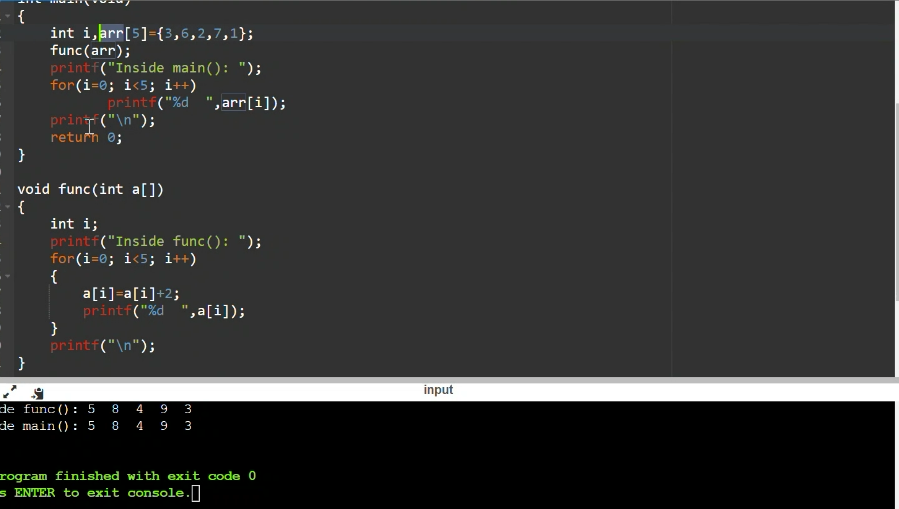 int main(void)
{
int i,arr[5]={3,6,2,7,1};
func(arr);
printf("Inside main(): ");
for(i=0; i<5; i++)
printf("%d  ",arr[i]);
printf("\n");
return 0;
}
void func(int a[])
{
int i;
printf("Inside func(): ");
for(i=0; i<5; i++)
{
a[i]=a[i]+2;
printf("%d  ",a[i]);
}
printf("\n");
}
input
de func(): 5  8  4  9  3
de main(): 5  8  4  9  3
rogram finished with exit code 0
s ENTER to exit console.